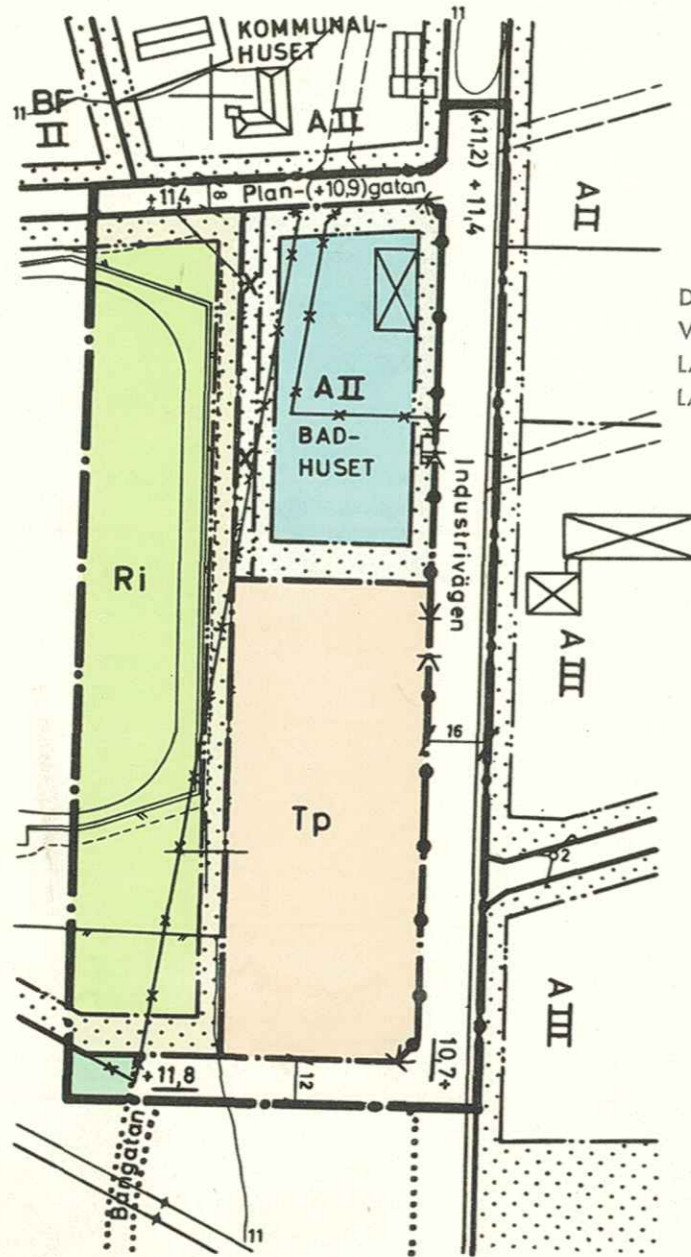 KOMMUNAL-
HUSET
11
BF
II
11
A II
(+11,2) +11,4
+11,4
8
Plan-(+10,9)gatan
A II
A II
BAD-
HUSET
Industrivägen
Ri
A III
16
Tp
2
A III
10,7+
+11,8
12
Bangatan
11